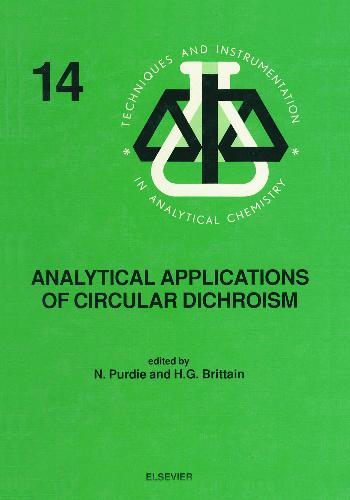 14
* TECHNIQUES AND INSTRUMENTATION *
IN ANALYTICAL CHEMISTRY
ANALYTICAL APPLICATIONS
OF CIRCULAR DICHROISM
edited by
N. Purdie and H.G. Brittain
ELSEVIER